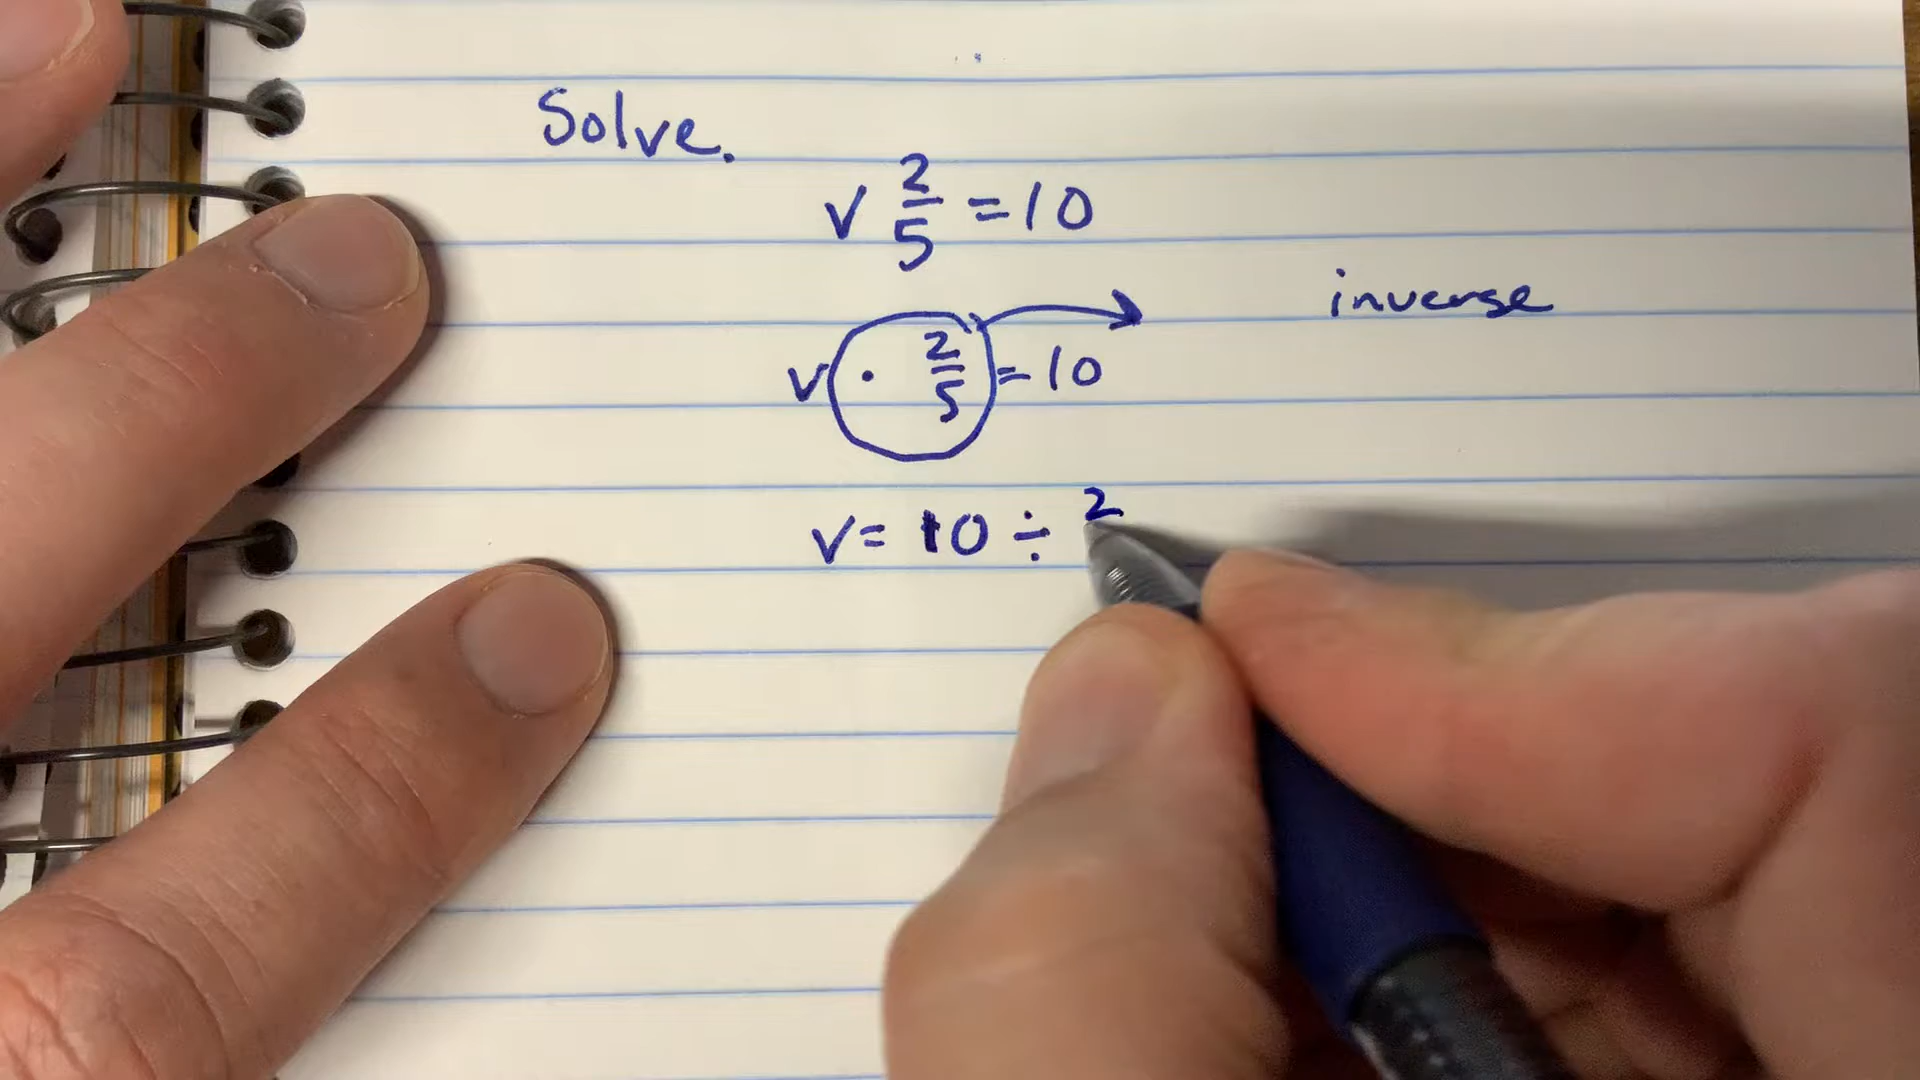 Solve.
v 2/5 = 10
inverse
v · 2/5 = 10
v = 10 ÷ 2